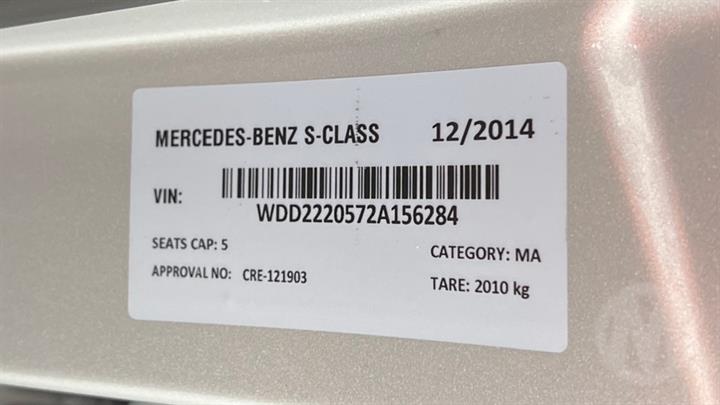 MERCEDES-BENZ S-CLASS 12/2014
VIN:
WDD2220572A156284
SEATS CAP: 5 CATEGORY: MA
APPROVAL NO: CRE-121903 TARE: 2010 kg